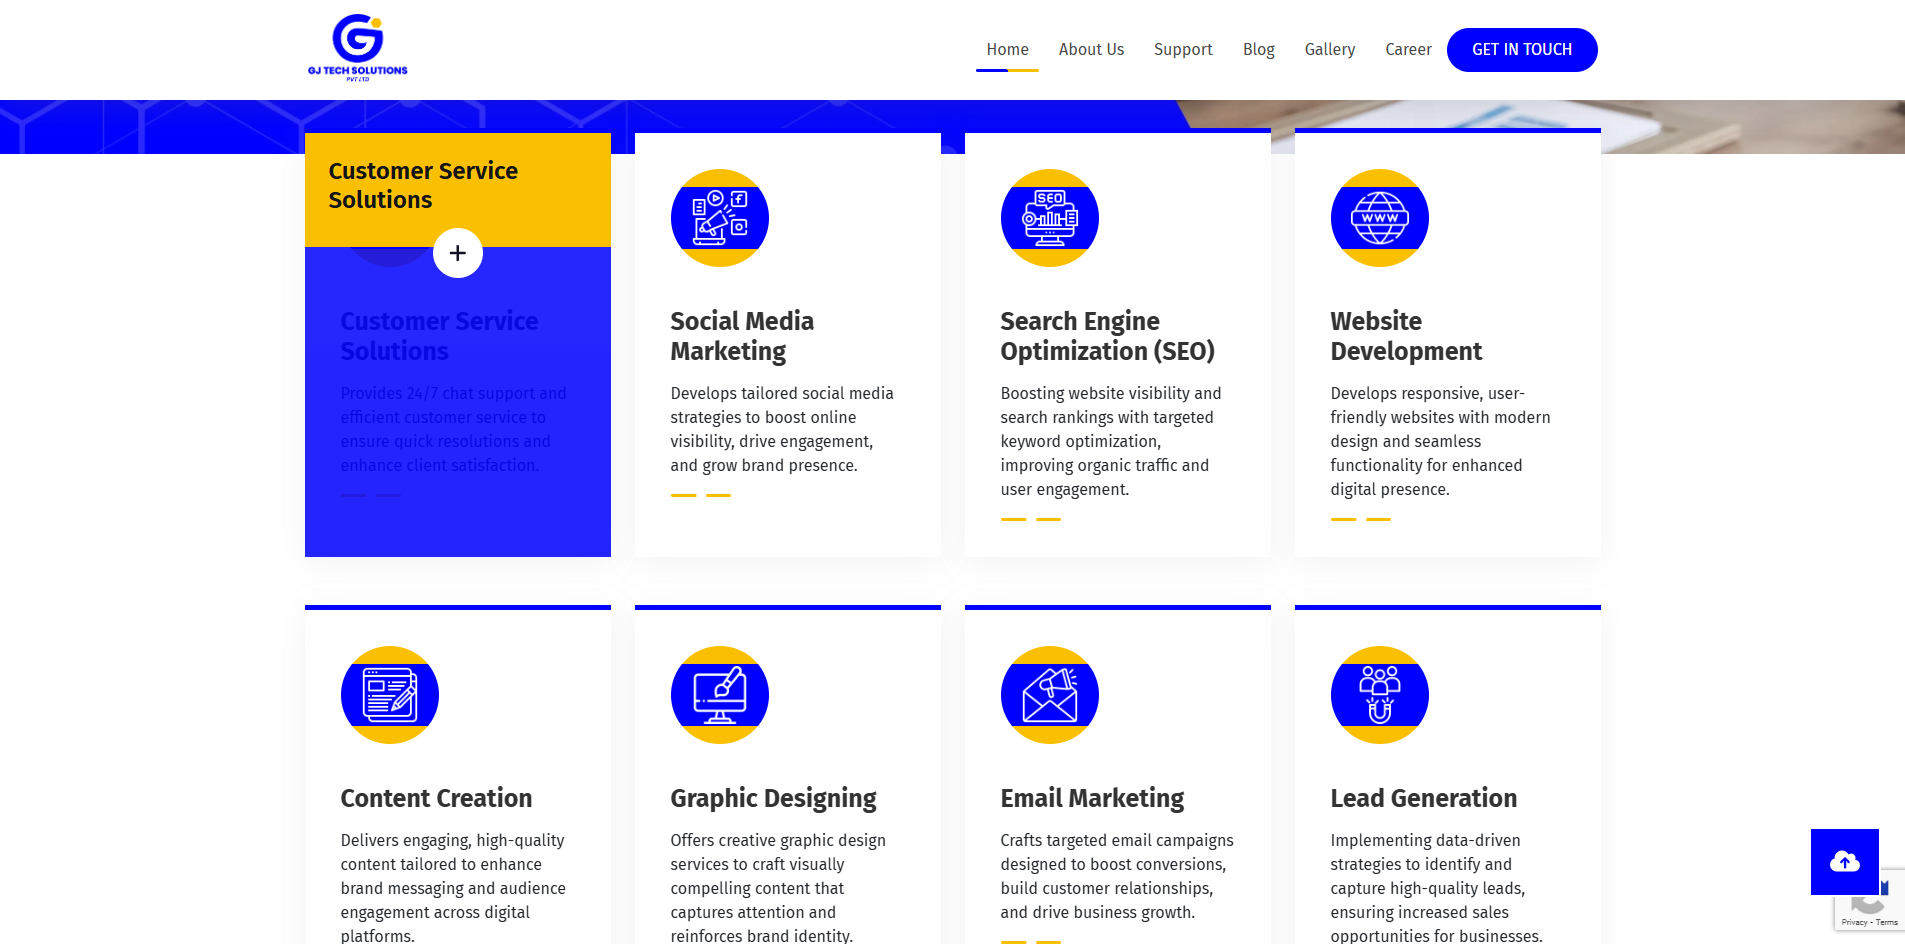 GJ TECH SOLUTIONS
PVT LTD
Home
About Us
Support
Blog
Gallery
Career
GET IN TOUCH
Customer Service
Solutions
Customer Service
Solutions
Provides 24/7 chat support and
efficient customer service to
ensure quick resolutions and
enhance client satisfaction.
Social Media
Marketing
Develops tailored social media
strategies to boost online
visibility, drive engagement,
and grow brand presence.
SEO
Search Engine
Optimization (SEO)
Boosting website visibility and
search rankings with targeted
keyword optimization,
improving organic traffic and
user engagement.
WWW
Website
Development
Develops responsive, user-
friendly websites with modern
design and seamless
functionality for enhanced
digital presence.
Content Creation
Delivers engaging, high-quality
content tailored to enhance
brand messaging and audience
engagement across digital
platforms.
Graphic Designing
Offers creative graphic design
services to craft visually
compelling content that
captures attention and
reinforces brand identity.
Email Marketing
Crafts targeted email campaigns
designed to boost conversions,
build customer relationships,
and drive business growth.
Lead Generation
Implementing data-driven
strategies to identify and
capture high-quality leads,
ensuring increased sales
opportunities for businesses.
Privacy - Terms